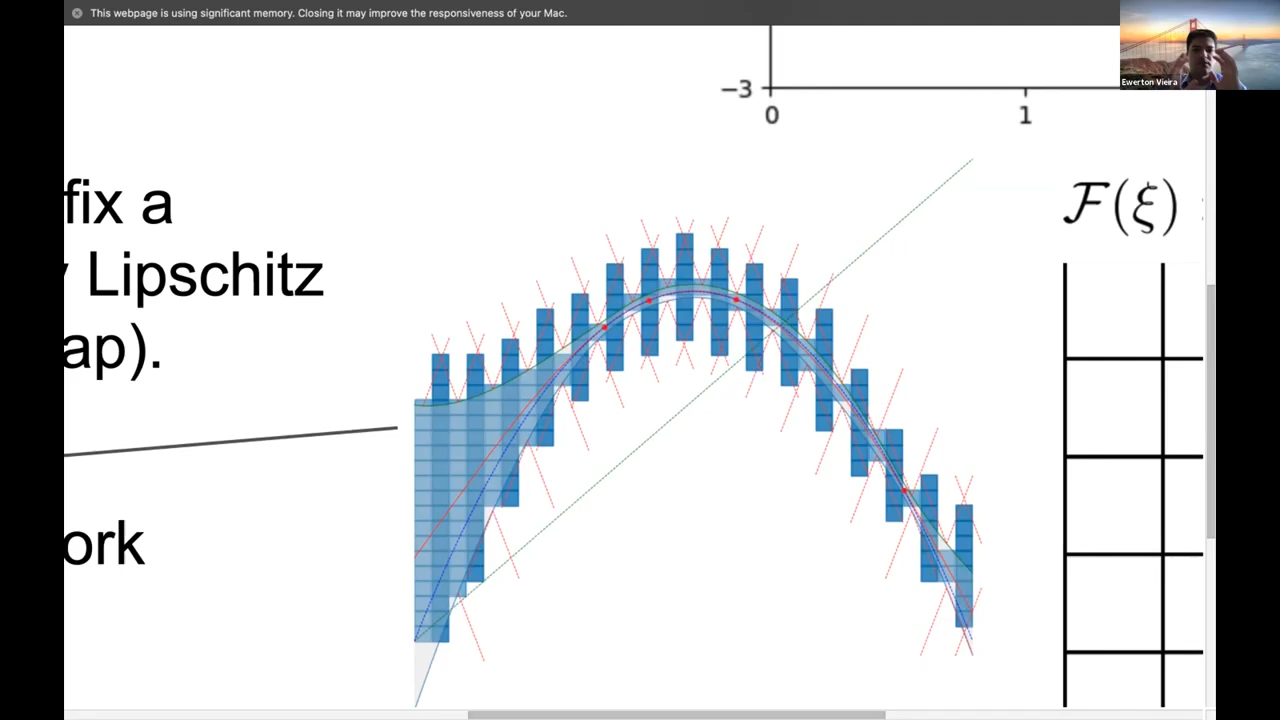 This webpage is using significant memory. Closing it may improve the responsiveness of your Mac.
Ewerton Vieira
−3
0
1
fix a
Lipschitz
ap).
ork
ℱ(ξ)